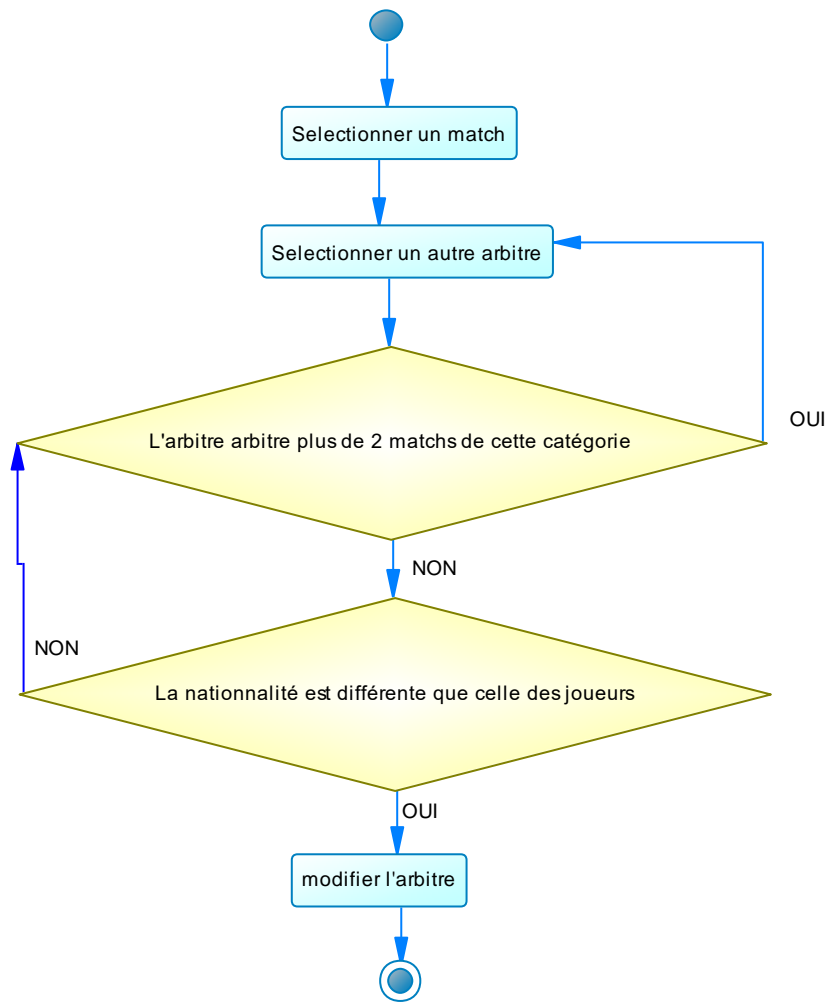 Selectionner un match
Selectionner un autre arbitre
OUI
L'arbitre arbitre plus de 2 matchs de cette catégorie
NON
NON
La nationnalité est différente que celle des joueurs
OUI
modifier l'arbitre